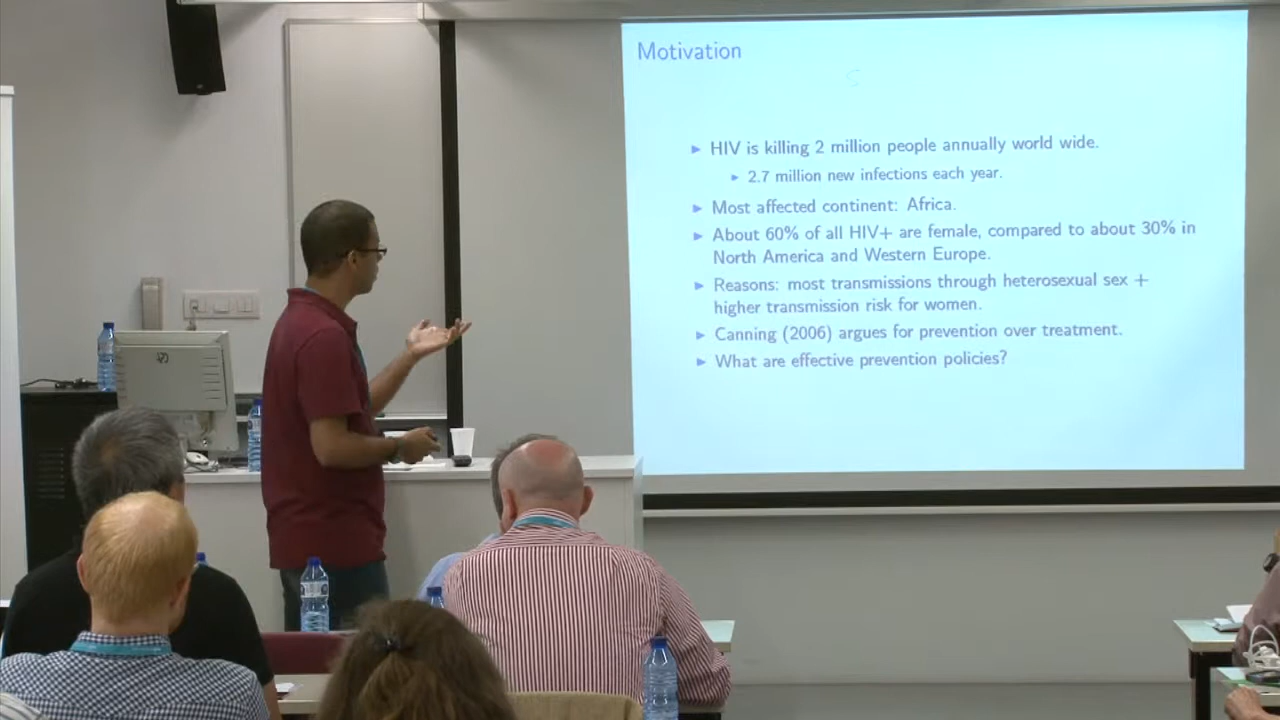 Motivation
▶ HIV is killing 2 million people annually world wide.
▶ 2.7 million new infections each year.
▶ Most affected continent: Africa.
▶ About 60% of all HIV+ are female, compared to about 30% in
North America and Western Europe.
▶ Reasons: most transmissions through heterosexual sex +
higher transmission risk for women.
▶ Canning (2006) argues for prevention over treatment.
▶ What are effective prevention policies?